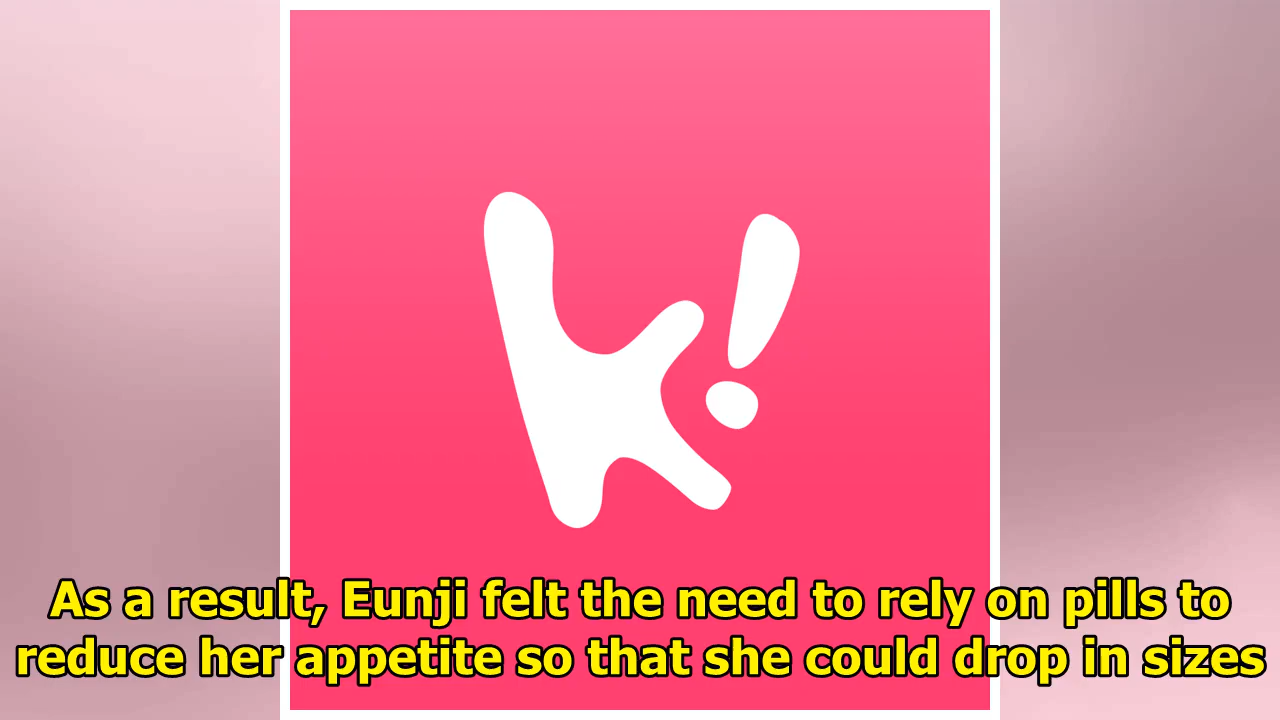 k!
As a result, Eunji felt the need to rely on pills to
reduce her appetite so that she could drop in sizes